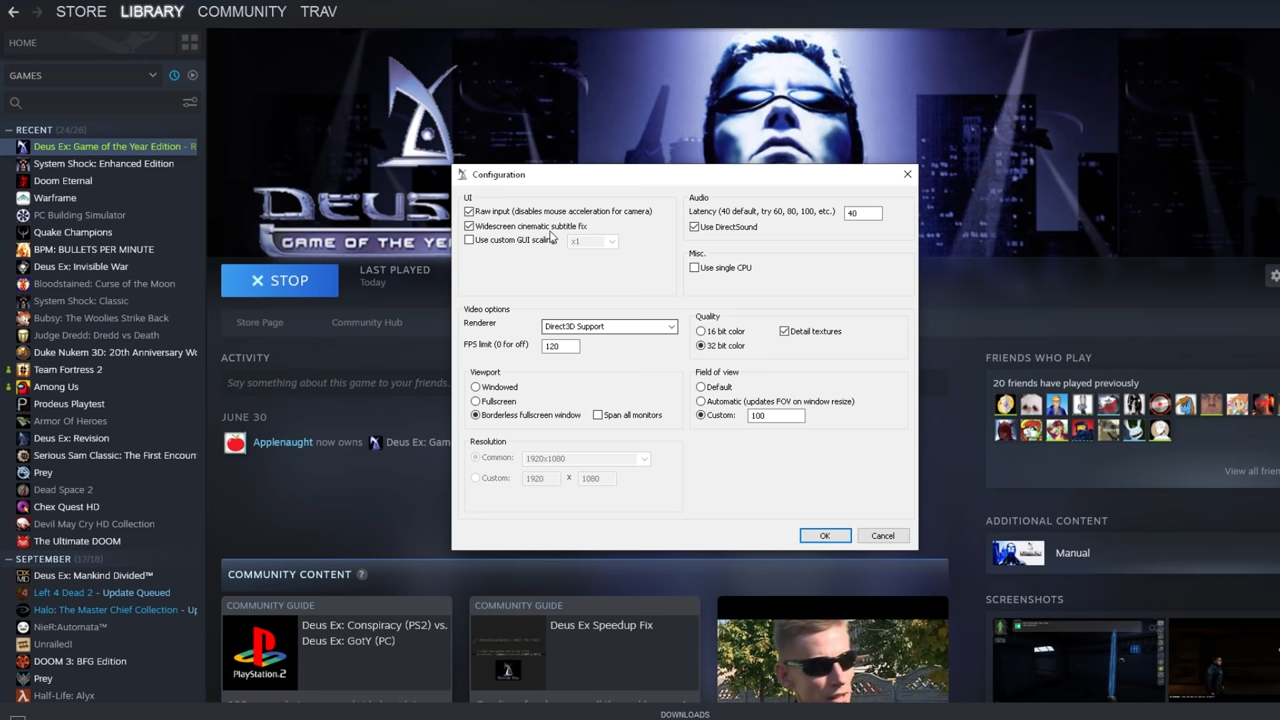 STORE LIBRARY COMMUNITY TRAV
HOME
GAMES
RECENT (24/26)
Deus Ex: Game of the Year Edition - R
System Shock: Enhanced Edition
Doom Eternal
Warframe
PC Building Simulator
Quake Champions
BPM: BULLETS PER MINUTE
Deus Ex: Invisible War
Bloodstained: Curse of the Moon
System Shock: Classic
Bubsy: The Woolies Strike Back
Judge Dredd: Dredd vs Death
Duke Nukem 3D: 20th Anniversary Wo
Team Fortress 2
Among Us
Prodeus Playtest
Armor Of Heroes
Deus Ex: Revision
Serious Sam Classic: The First Encoun
Prey
Dead Space 2
Chex Quest HD
Devil May Cry HD Collection
The Ultimate DOOM
SEPTEMBER (17/18)
Deus Ex: Mankind Divided™
Left 4 Dead 2 - Update Queued
Halo: The Master Chief Collection - Up
NieR:Automata™
Unrailed!
DOOM 3: BFG Edition
Prey
Half-Life: Alyx
DEUS
GAME OF THE YEAR EDITION
STOP
LAST PLAYED
Today
Store Page
Community Hub
ACTIVITY
Say something about this game to your friends.
JUNE 30
Applenaught now owns Deus Ex: Gam
Configuration
UI
Raw input (disables mouse acceleration for camera)
Widescreen cinematic subtitle fix
Use custom GUI scaling x1
Audio
Latency (40 default, try 60, 80, 100, etc.) 40
Use DirectSound
Misc.
Use single CPU
Video options
Renderer Direct3D Support
FPS limit (0 for off) 120
Quality
16 bit color Detail textures
32 bit color
Viewport
Windowed
Fullscreen
Borderless fullscreen window Span all monitors
Field of view
Default
Automatic (updates FOV on window resize)
Custom: 100
Resolution
Common: 1920x1080
Custom: 1920 x 1080
OK Cancel
FRIENDS WHO PLAY
20 friends have played previously
View all frien
ADDITIONAL CONTENT
Manual
SCREENSHOTS
COMMUNITY CONTENT ?
COMMUNITY GUIDE
Deus Ex: Conspiracy (PS2) vs.
Deus Ex: GotY (PC)
PlayStation.2
COMMUNITY GUIDE
Deus Ex Speedup Fix
DOWNLOADS